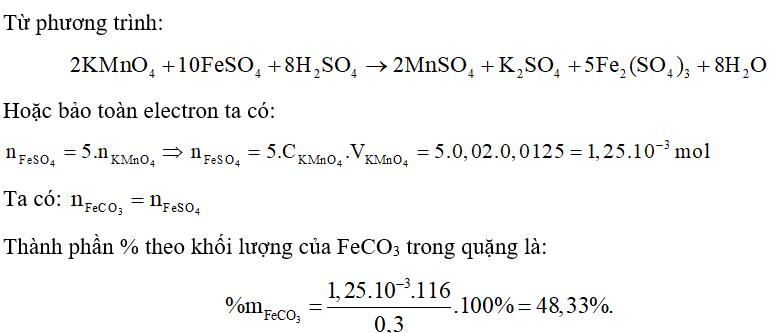 Từ phương trình:
2KMnO₄ + 10FeSO₄ + 8H₂SO₄ → 2MnSO₄ + K₂SO₄ + 5Fe₂(SO₄)₃ + 8H₂O
Hoặc bảo toàn electron ta có:
n_FeSO₄ = 5.n_KMnO₄ ⇒ n_FeSO₄ = 5.C_KMnO₄.V_KMnO₄ = 5.0,02.0,0125 = 1,25.10⁻³ mol
Ta có: n_FeCO₃ = n_FeSO₄
Thành phần % theo khối lượng của FeCO₃ trong quặng là:
%m_FeCO₃ = (1,25.10⁻³.116)/(0,3).100% = 48,33%.